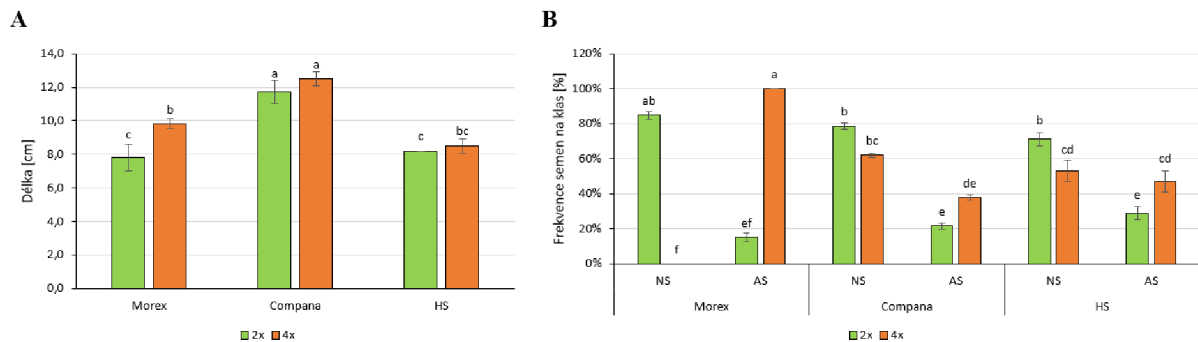 A
14,0
12,0
10,0
8,0
6,0
4,0
2,0
0,0
Délka [cm]
c
b
a
a
c
bc
Morex
Compana
HS
2x 4x
B
120%
100%
80%
60%
40%
20%
0%
Frekvence semen na klas [%]
ab
f
ef
a
b
bc
e
de
b
cd
e
cd
NS AS NS AS NS AS
Morex Compana HS
2x 4x